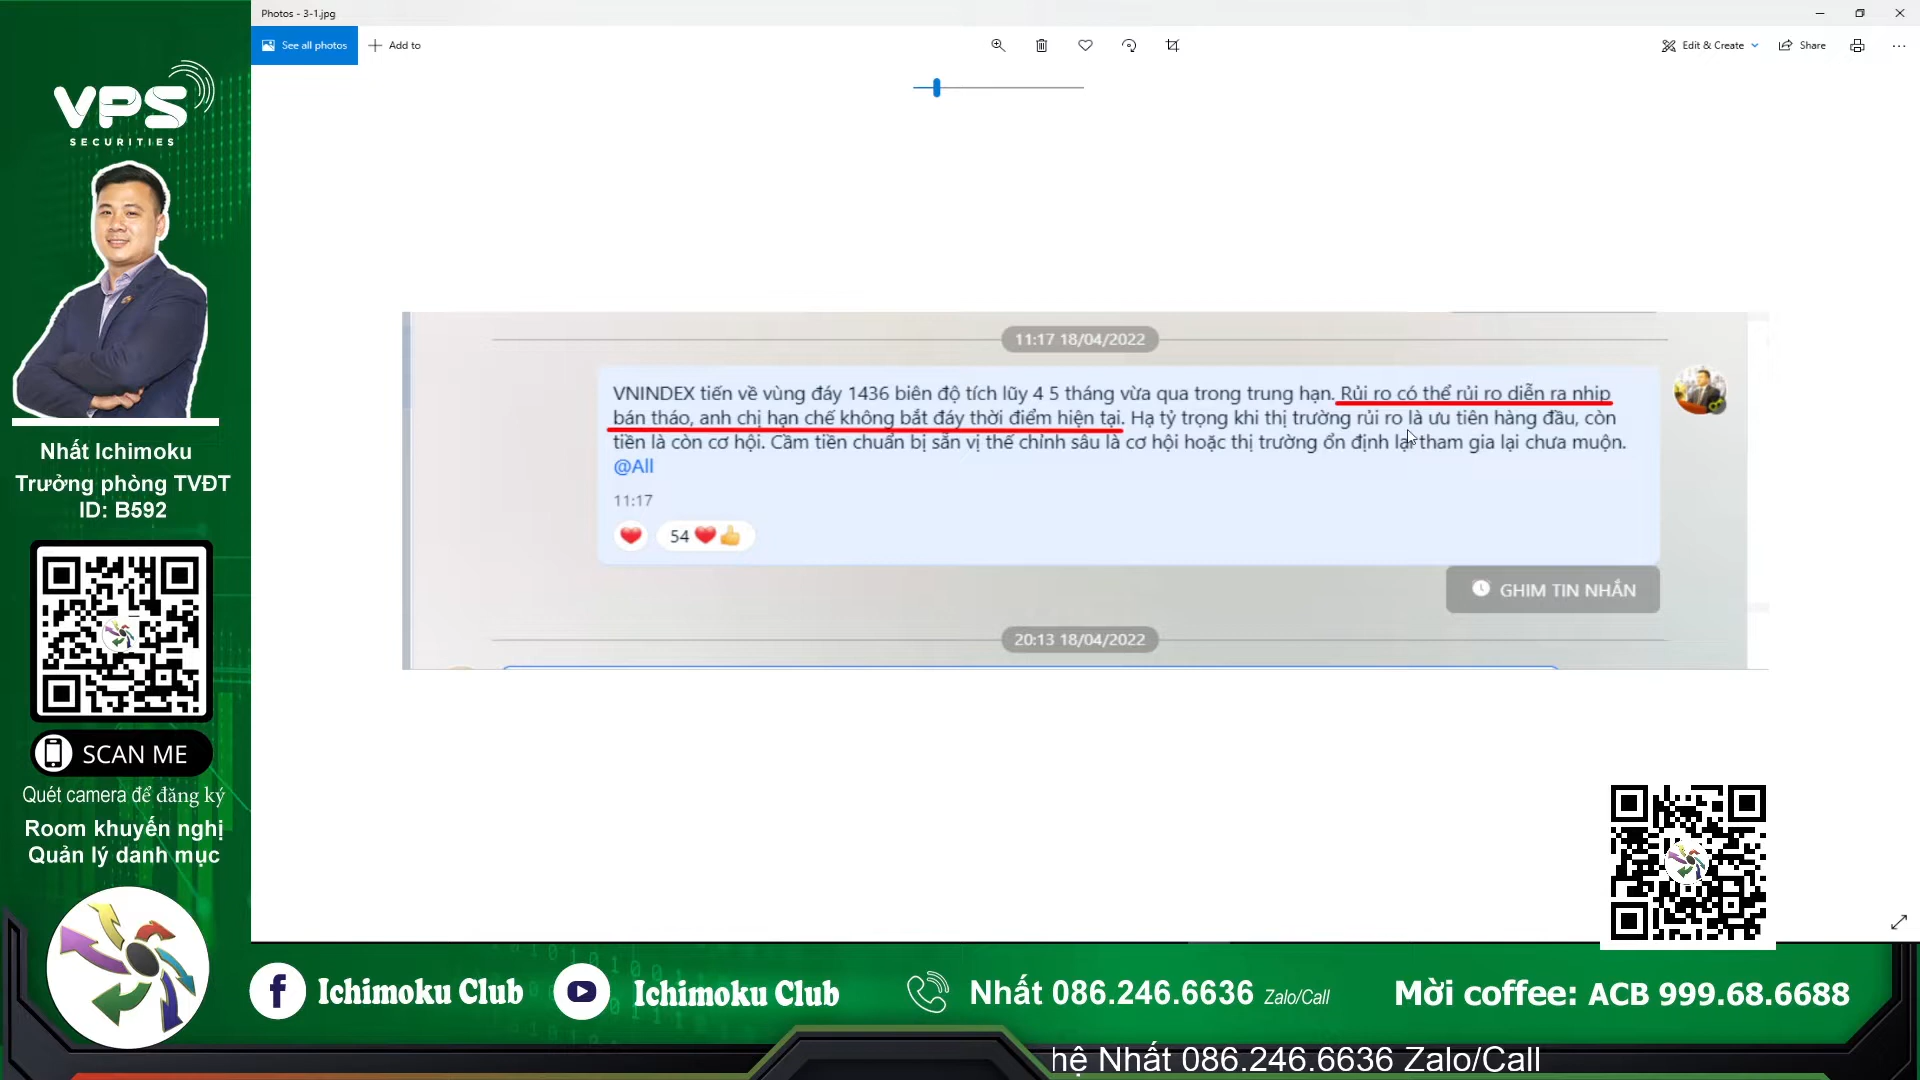 Photos - 3-1.jpg
See all photos
Add to
Edit & Create
Share
VPS
SECURITIES
Nhất Ichimoku
Trưởng phòng TVĐT
ID: B592
SCAN ME
Quét camera để đăng ký
Room khuyến nghị
Quản lý danh mục
11:17 18/04/2022
VNINDEX tiến về vùng đáy 1436 biên độ tích lũy 4 5 tháng vừa qua trong trung hạn. Rủi ro có thể rủi ro diễn ra nhịp
bán tháo, anh chị hạn chế không bắt đáy thời điểm hiện tại. Hạ tỷ trọng khi thị trường rủi ro là ưu tiên hàng đầu, còn
tiền là còn cơ hội. Cầm tiền chuẩn bị sẵn vị thế chỉnh sâu là cơ hội hoặc thị trường ổn định lại tham gia lại chưa muộn.
@All
11:17
54
GHIM TIN NHẮN
20:13 18/04/2022
Ichimoku Club
Ichimoku Club
Nhất 086.246.6636 Zalo/Call
Mời coffee: ACB 999.68.6688
hệ Nhất 086.246.6636 Zalo/Call